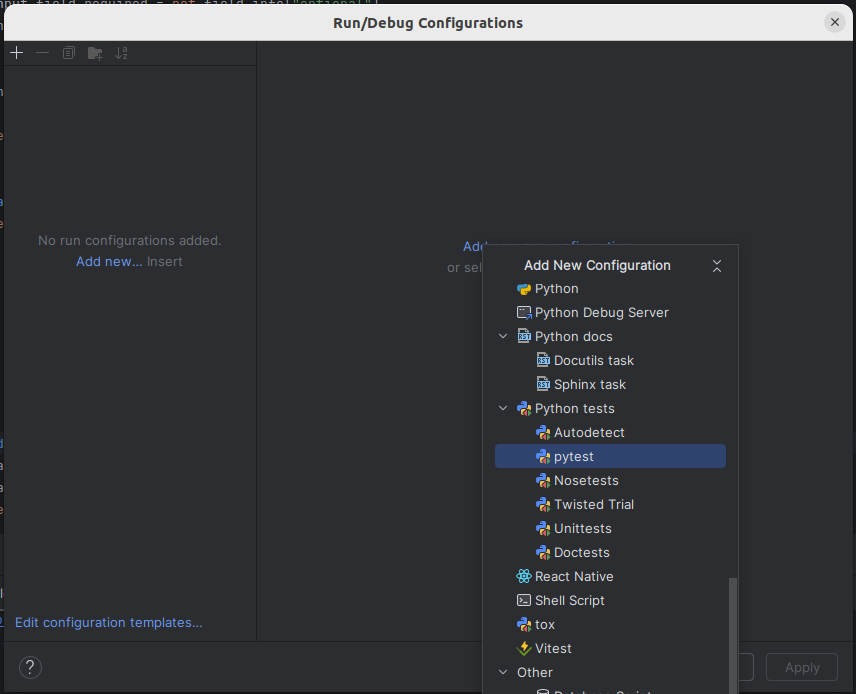 Run/Debug Configurations
No run configurations added.
Add new... Insert
Add
or sel
Add New Configuration
Python
Python Debug Server
Python docs
Docutils task
Sphinx task
Python tests
Autodetect
pytest
Nosetests
Twisted Trial
Unittests
Doctests
React Native
Shell Script
tox
Vitest
Other
Edit configuration templates...
?
Apply